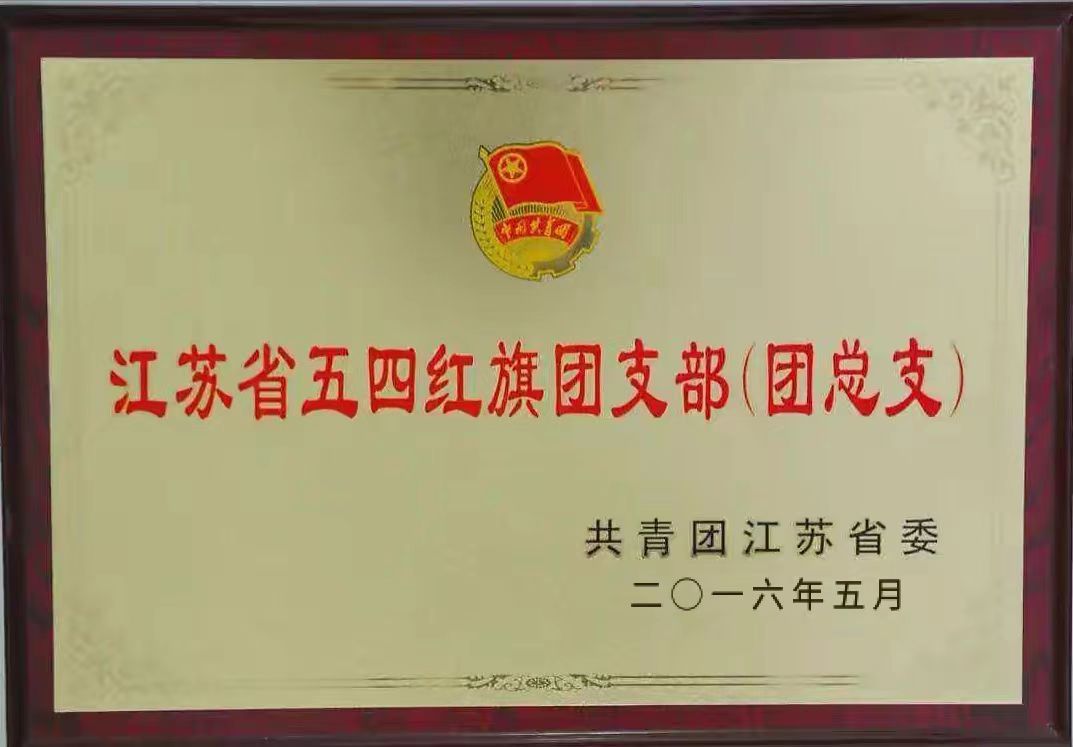 中国共青团
江苏省五四红旗团支部(团总支)
共青团江苏省委
二〇一六年五月